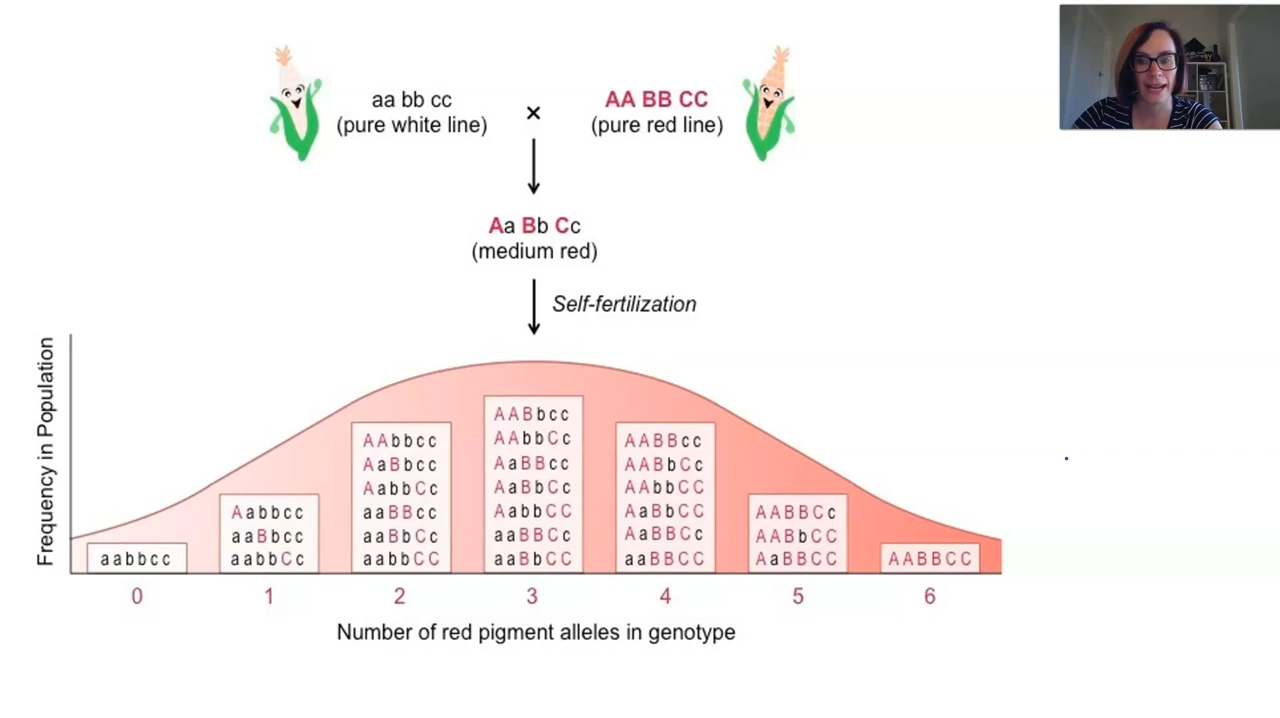 aa bb cc
(pure white line)
×
AA BB CC
(pure red line)
Aa Bb Cc
(medium red)
Self-fertilization
Frequency in Population
aabbcc
Aabbcc
aaBbcc
aabbCc
AAbbcc
AaBbcc
AabbCc
aaBBcc
aaBbCc
aabbCC
AABbcc
AAbbCc
AaBBcc
AaBbCc
AabbCC
aaBBCc
aaBbCC
AABBcc
AABbCc
AAbbCC
AaBbCC
AaBBCc
aaBBCC
AABBCc
AABbCC
AaBBCC
AABBCC
0 1 2 3 4 5 6
Number of red pigment alleles in genotype